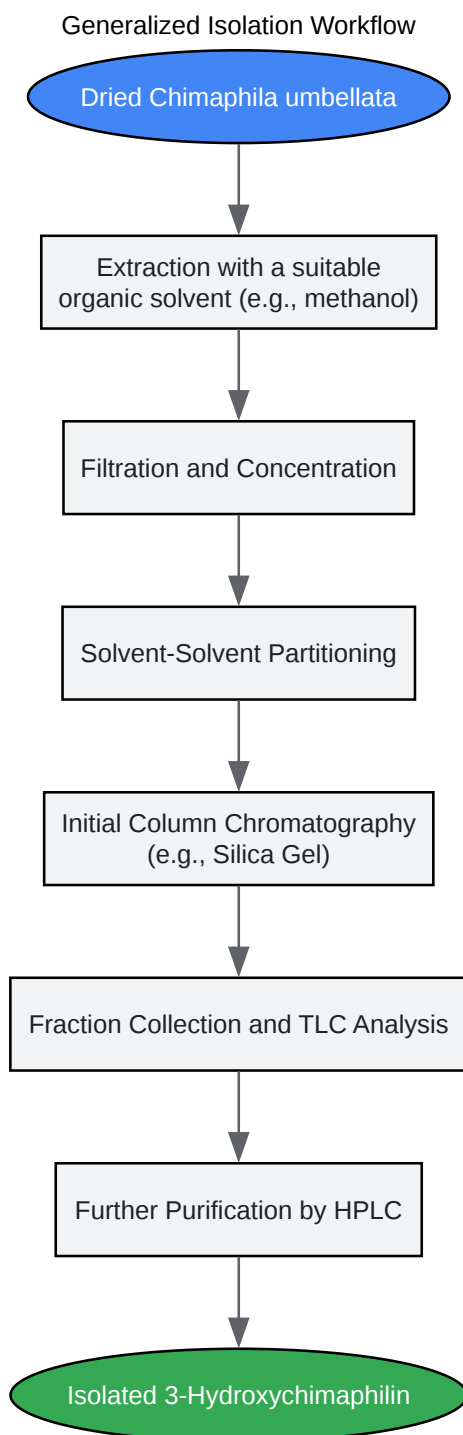 Generalized Isolation Workflow
Dried Chimaphila umbellata
Extraction with a suitable
organic solvent (e.g., methanol)
Filtration and Concentration
Solvent-Solvent Partitioning
Initial Column Chromatography
(e.g., Silica Gel)
Fraction Collection and TLC Analysis
Further Purification by HPLC
Isolated 3-Hydroxychimaphilin